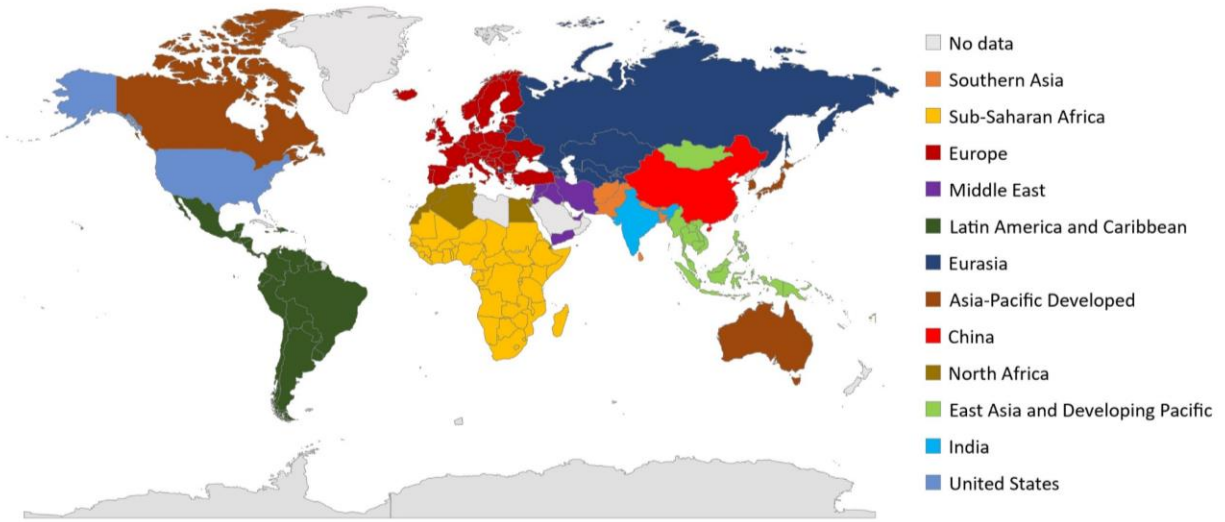 No data
Southern Asia
Sub-Saharan Africa
Europe
Middle East
Latin America and Caribbean
Eurasia
Asia-Pacific Developed
China
North Africa
East Asia and Developing Pacific
India
United States